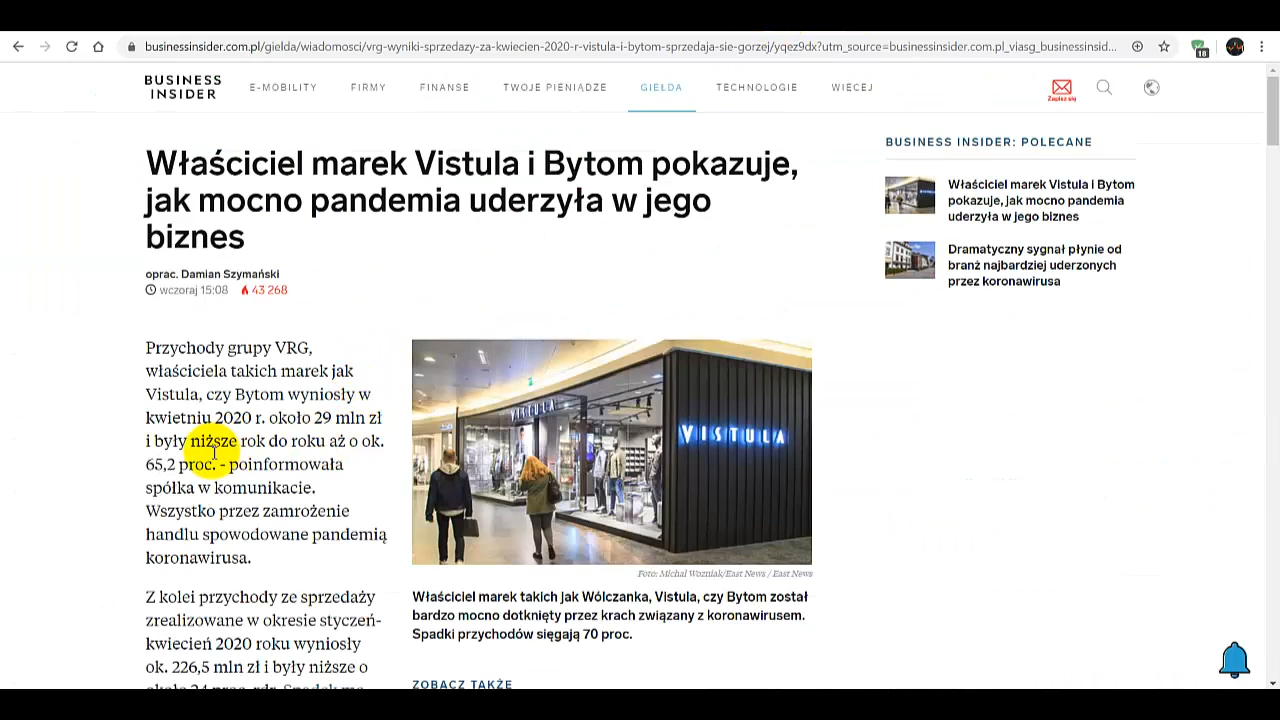 businessinsider.com.pl/gielda/wiadomosci/vrg-wyniki-sprzedazy-za-kwiecien-2020-r-vistula-i-bytom-sprzedaja-sie-gorzej/yqez9dx?utm_source=businessinsider.com.pl_viasg_businessinsid...
18
BUSINESS
INSIDER
E-MOBILITY
FIRMY
FINANSE
TWOJE PIENIĄDZE
GIEŁDA
TECHNOLOGIE
WIĘCEJ
Zapisz się
Właściciel marek Vistula i Bytom pokazuje,
jak mocno pandemia uderzyła w jego
biznes
oprac. Damian Szymański
wczoraj 15:08 43 268
Przychody grupy VRG,
właściciela takich marek jak
Vistula, czy Bytom wyniosły w
kwietniu 2020 r. około 29 mln zł
i były niższe rok do roku aż o ok.
65,2 proc. - poinformowała
spółka w komunikacie.
Wszystko przez zamrożenie
handlu spowodowane pandemią
koronawirusa.
Z kolei przychody ze sprzedaży
zrealizowane w okresie styczeń-
kwiecień 2020 roku wyniosły
ok. 226,5 mln zł i były niższe o
VISTULA
VISTULA
Foto: Michal Wozniak/East News / East News
Właściciel marek takich jak Wólczanka, Vistula, czy Bytom został
bardzo mocno dotknięty przez krach związany z koronawirusem.
Spadki przychodów sięgają 70 proc.
ZOBACZ TAKŻE
BUSINESS INSIDER: POLECANE
Właściciel marek Vistula i Bytom
pokazuje, jak mocno pandemia
uderzyła w jego biznes
Dramatyczny sygnał płynie od
branż najbardziej uderzonych
przez koronawirusa